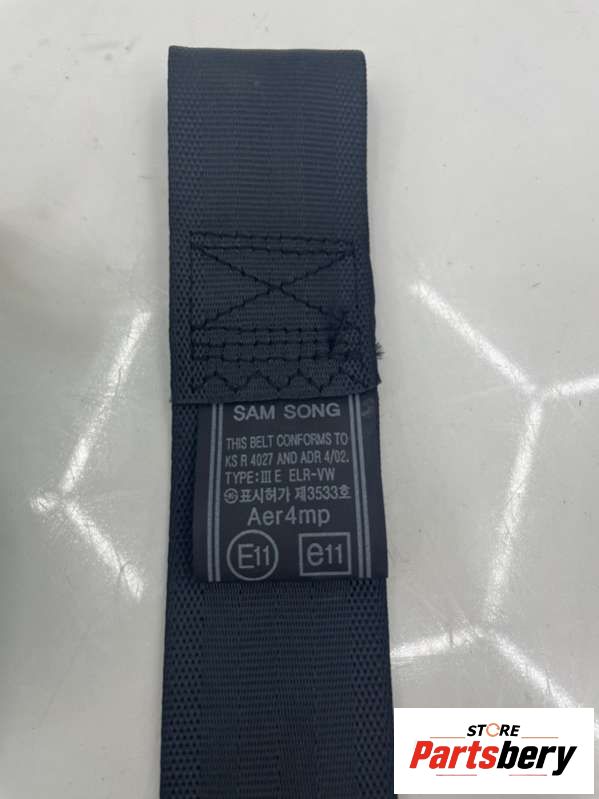 SAM SONG
THIS BELT CONFORMS TO
KS R 4027 AND ADR 4/02.
TYPE:III E ELR-VW
㉿표시허가 제3533호
Aer4mp
E11 e11
STORE
Partsbery